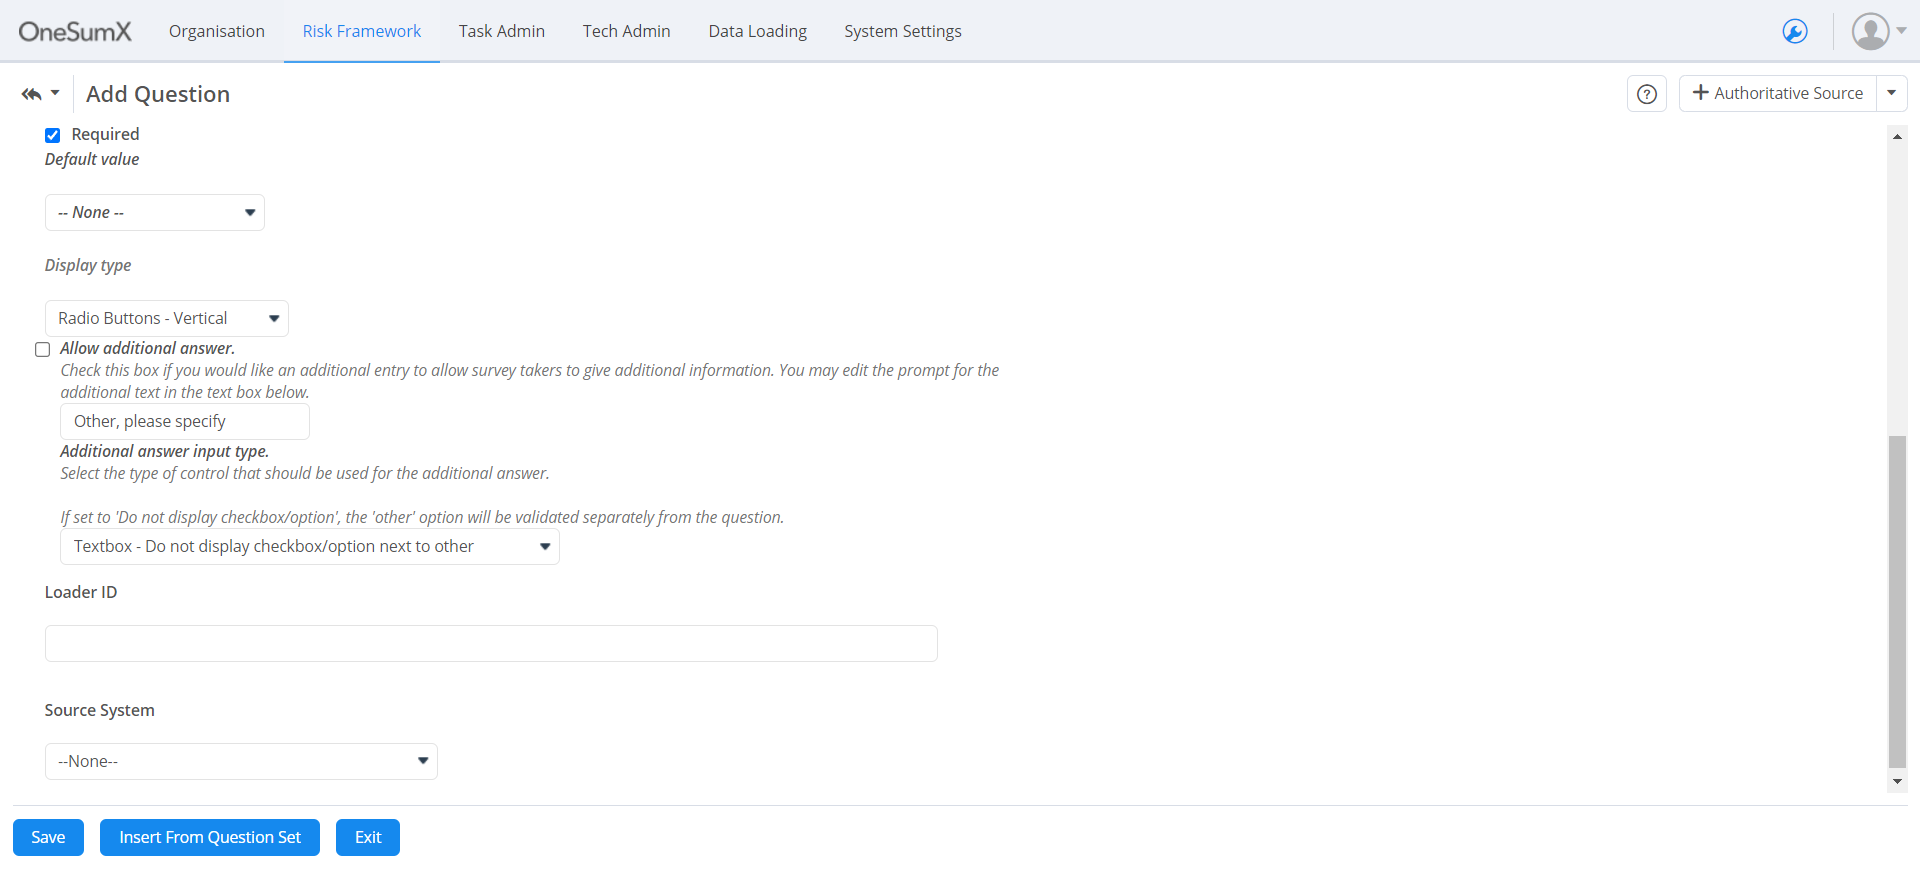 OneSumX Organisation Risk Framework Task Admin Tech Admin Data Loading System Settings
Add Question
? + Authoritative Source
Required
Default value
-- None --
Display type
Radio Buttons - Vertical
Allow additional answer.
Check this box if you would like an additional entry to allow survey takers to give additional information. You may edit the prompt for the
additional text in the text box below.
Other, please specify
Additional answer input type.
Select the type of control that should be used for the additional answer.
If set to 'Do not display checkbox/option', the 'other' option will be validated separately from the question.
Textbox - Do not display checkbox/option next to other
Loader ID
Source System
--None--
Save Insert From Question Set Exit